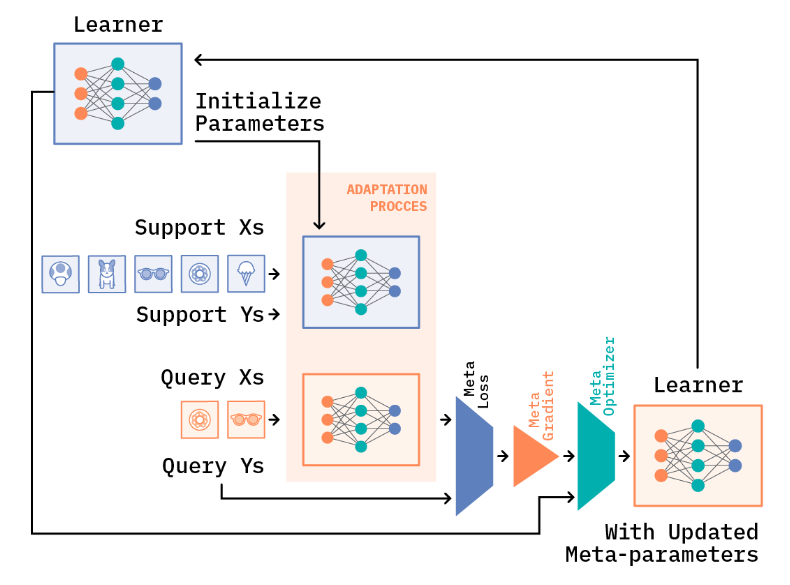 Learner
Initialize
Parameters
ADAPTATION
PROCCES
Support Xs
Support Ys
Query Xs
Query Ys
Meta
Loss
Meta
Gradient
Meta
Optimizer
Learner
With Updated
Meta-parameters